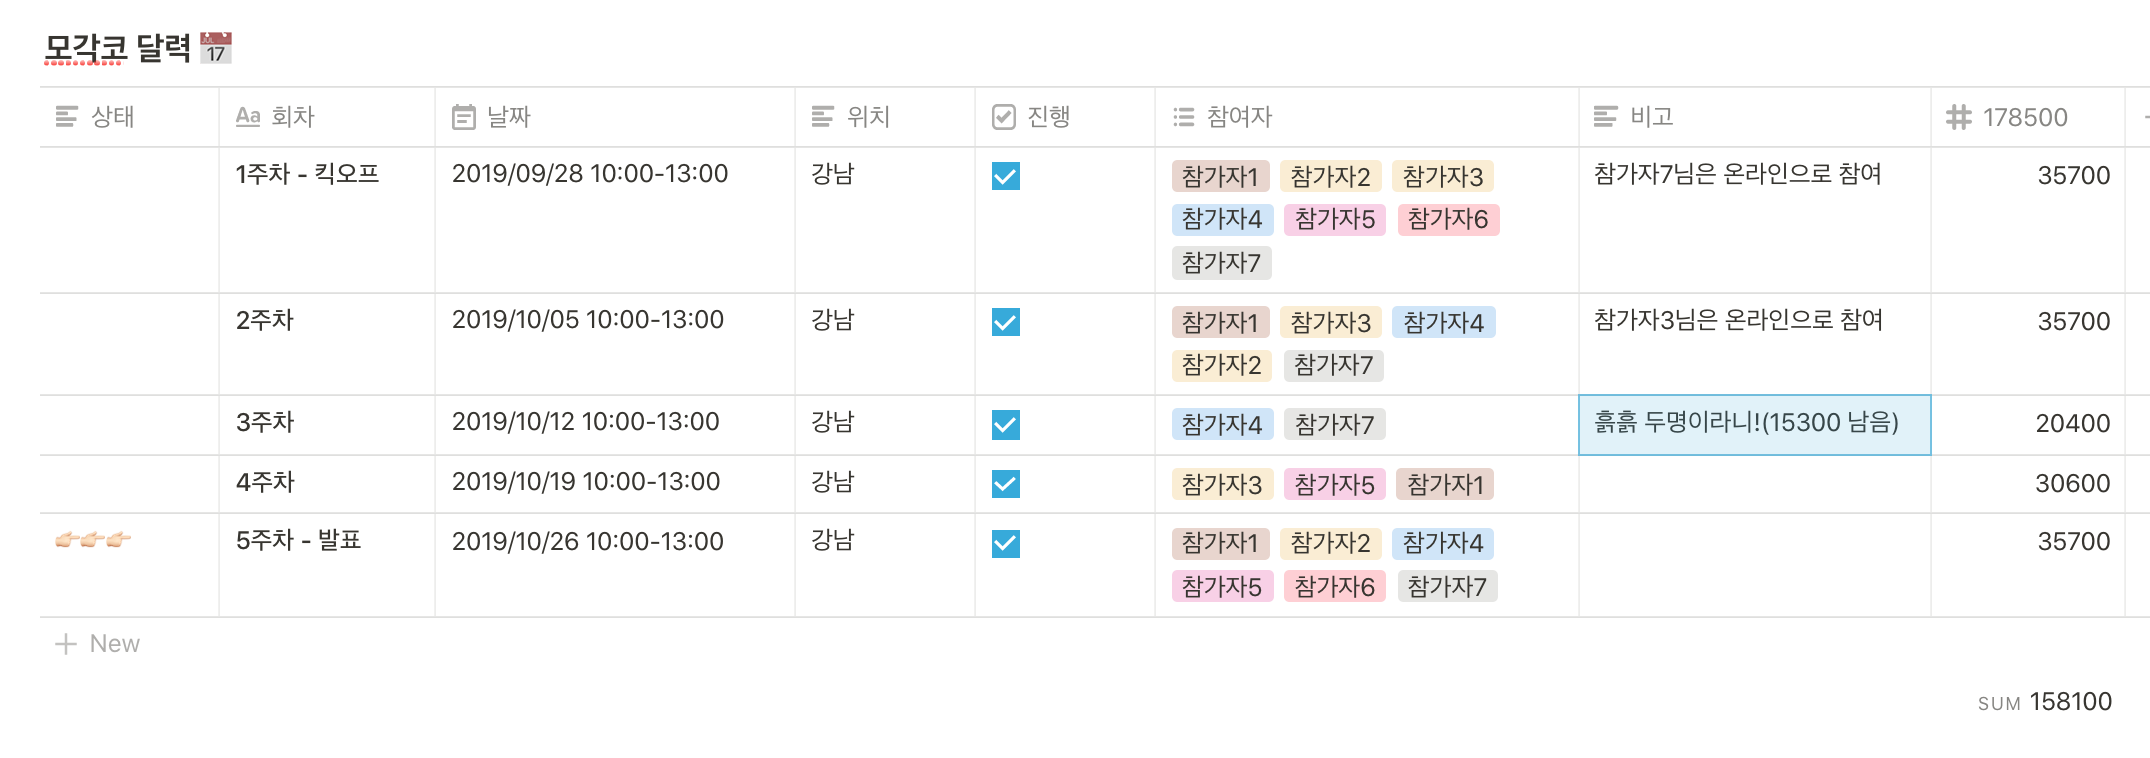 모각코 달력
JUL
17
상태 Aa 회차 날짜 위치 진행 참여자 비고 # 178500
1주차 - 킥오프 2019/09/28 10:00-13:00 강남 참가자1 참가자2 참가자3 참가자7님은 온라인으로 참여 35700
참가자4 참가자5 참가자6
참가자7
2주차 2019/10/05 10:00-13:00 강남 참가자1 참가자3 참가자4 참가자3님은 온라인으로 참여 35700
참가자2 참가자7
3주차 2019/10/12 10:00-13:00 강남 참가자4 참가자7 흙흙 두명이라니!(15300 남음) 20400
4주차 2019/10/19 10:00-13:00 강남 참가자3 참가자5 참가자1 30600
5주차 - 발표 2019/10/26 10:00-13:00 강남 참가자1 참가자2 참가자4 35700
참가자5 참가자6 참가자7
+ New
SUM 158100